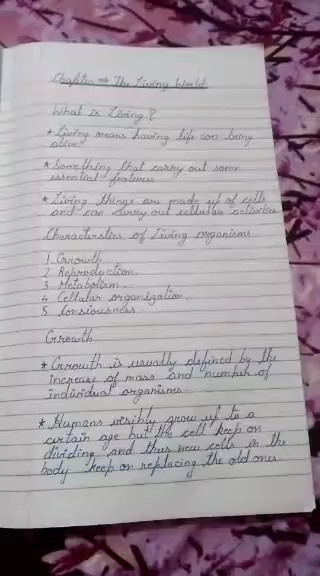 Chapter ⇒ The Living World
What is Living?
* Living means having life or being
alive
* Something that carry out some
essential features
* Living things are made up of cells
and can carry out cellular activities
Characterstics of Living organisms
1. Growth
2. Reproduction.
3 Metabolism.
4 Cellular organization.
5 Consiousness
Growth
* Growth is usually defined by the
increase of mass and number of
individual organisms
* Humans visibly grow up to a
certain age but the cell keep on
dividing and thus new cells in the
body keep on replacing the old ones